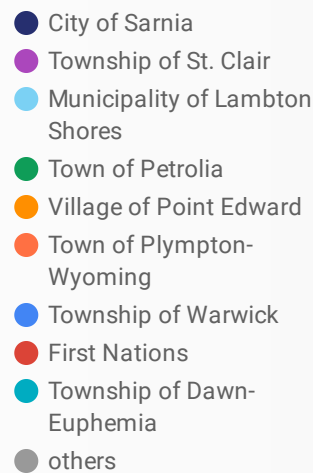 City of Sarnia
Township of St. Clair
Municipality of Lambton
Shores
Town of Petrolia
Village of Point Edward
Town of Plympton-
Wyoming
Township of Warwick
First Nations
Township of Dawn-
Euphemia
others